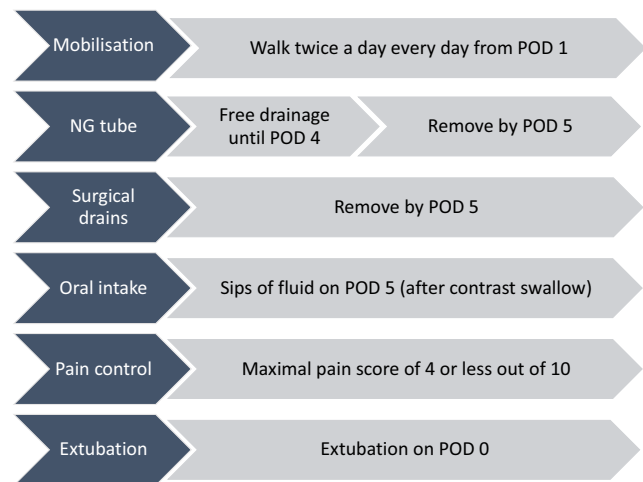 Mobilisation
Walk twice a day every day from POD 1
NG tube
Free drainage
until POD 4
Remove by POD 5
Surgical
drains
Remove by POD 5
Oral intake
Sips of fluid on POD 5 (after contrast swallow)
Pain control
Maximal pain score of 4 or less out of 10
Extubation
Extubation on POD 0